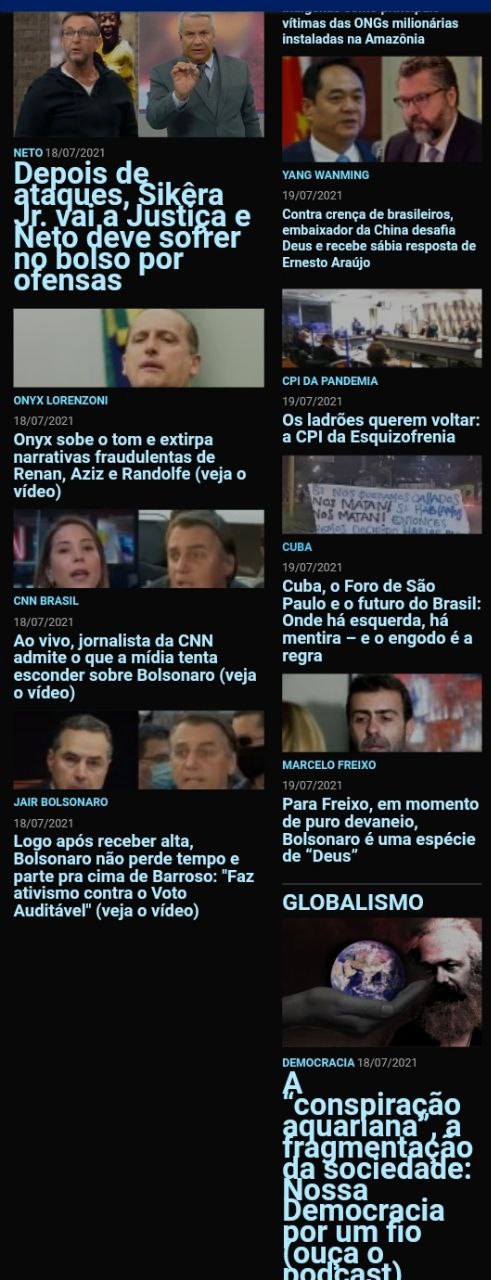 NETO 18/07/2021
Depois de
ataques, Sikêra
Jr. vai a Justiça e
Neto deve sofrer
no bolso por
ofensas
ONYX LORENZONI
18/07/2021
Onyx sobe o tom e extirpa
narrativas fraudulentas de
Renan, Aziz e Randolfe (veja o
vídeo)
CNN BRASIL
18/07/2021
Ao vivo, jornalista da CNN
admite o que a mídia tenta
esconder sobre Bolsonaro (veja
o vídeo)
JAIR BOLSONARO
18/07/2021
Logo após receber alta,
Bolsonaro não perde tempo e
parte pra cima de Barroso: "Faz
ativismo contra o Voto
Auditável" (veja o vídeo)
vítimas das ONGs milionárias
instaladas na Amazônia
YANG WANMING
19/07/2021
Contra crença de brasileiros,
embaixador da China desafia
Deus e recebe sábia resposta de
Ernesto Araújo
CPI DA PANDEMIA
19/07/2021
Os ladrões querem voltar:
a CPI da Esquizofrenia
SI NOS QUEDAMOS CALLADOS
NOS MATAN! SI HABLAMOS
NOS MATAN! ENTONCES
CUBA
19/07/2021
Cuba, o Foro de São
Paulo e o futuro do Brasil:
Onde há esquerda, há
mentira – e o engodo é a
regra
MARCELO FREIXO
19/07/2021
Para Freixo, em momento
de puro devaneio,
Bolsonaro é uma espécie
de “Deus”
GLOBALISMO
DEMOCRACIA 18/07/2021
A
“conspiração
aquariana”, a
fragmentação
da sociedade:
Nossa
Democracia
por um fio
(ouça o
podcast)